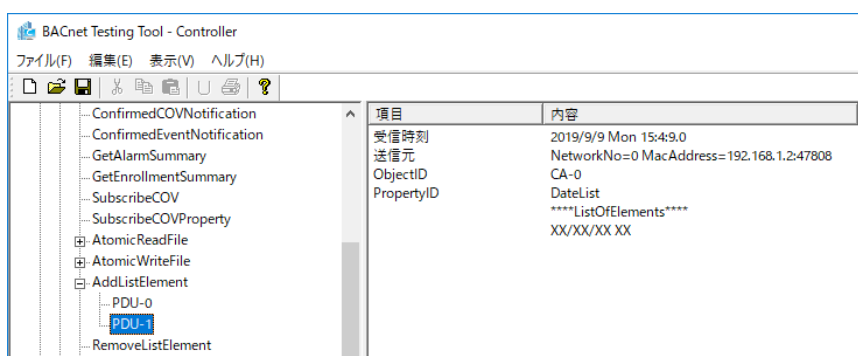 BACnet Testing Tool - Controller
ファイル(F) 編集(E) 表示(V) ヘルプ(H)
ConfirmedCOVNotification
ConfirmedEventNotification
GetAlarmSummary
GetEnrollmentSummary
SubscribeCOV
SubscribeCOVProperty
AtomicReadFile
AtomicWriteFile
AddListElement
PDU-0
PDU-1
RemoveListElement
項目 内容
受信時刻 2019/9/9 Mon 15:4:9.0
送信元 NetworkNo=0 MacAddress=192.168.1.2:47808
ObjectID CA-0
PropertyID DateList
****ListOfElements****
XX/XX/XX XX